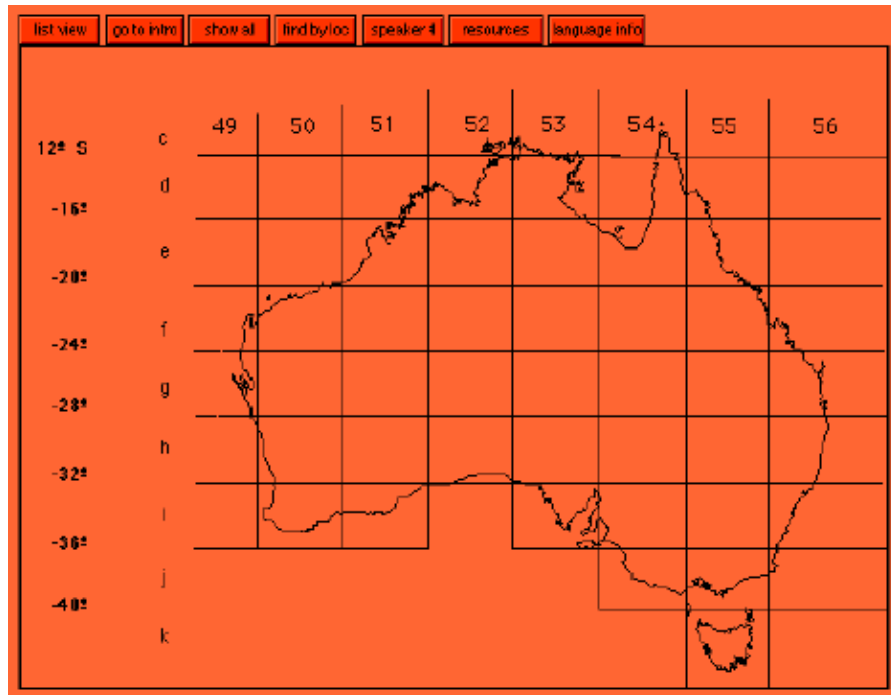 list view go to intro show all find by loc speaker # resources language info
49 50 51 52 53 54 55 56
12º S c
d
-16º
e
-20º
f
-24º
g
-28º
h
-32º
i
-36º
j
-40º
k